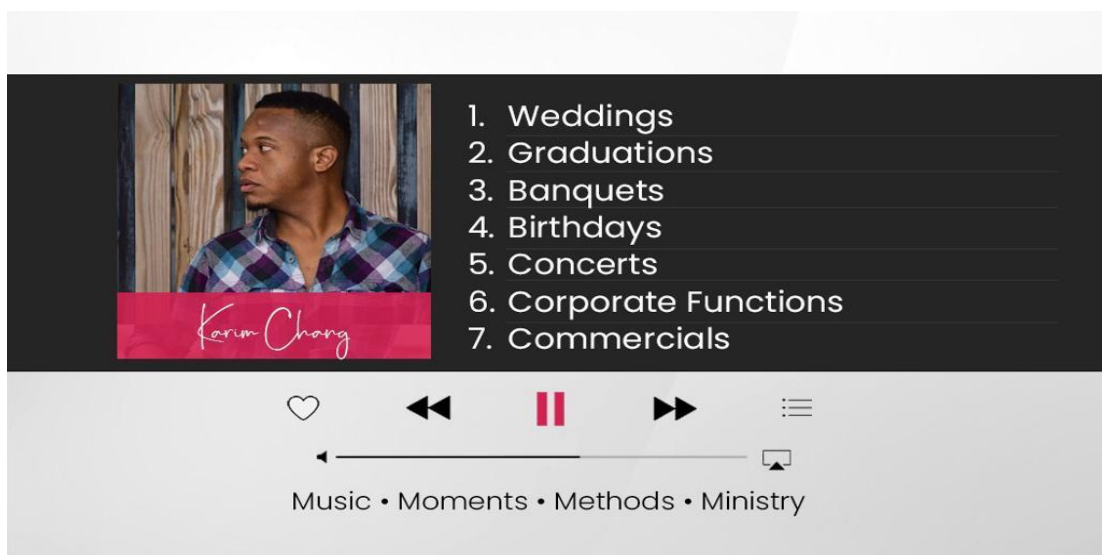 Karim Chang
1. Weddings
2. Graduations
3. Banquets
4. Birthdays
5. Concerts
6. Corporate Functions
7. Commercials
Music • Moments • Methods • Ministry